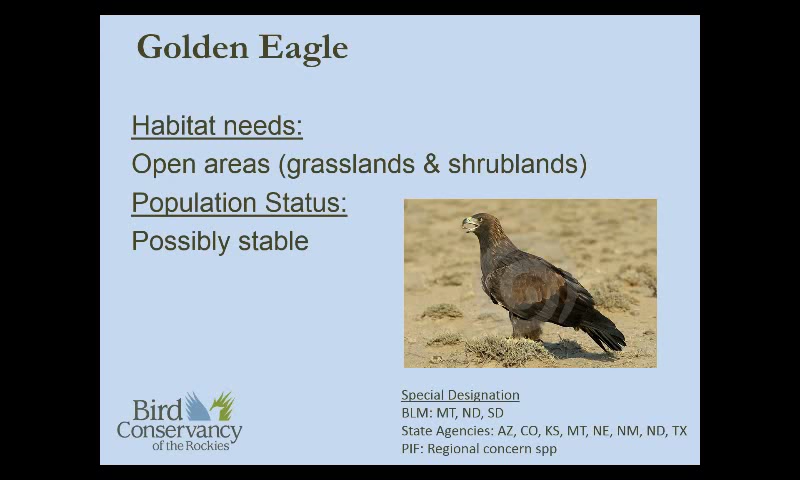 Golden Eagle
Habitat needs:
Open areas (grasslands & shrublands)
Population Status:
Possibly stable
Special Designation
BLM: MT, ND, SD
State Agencies: AZ, CO, KS, MT, NE, NM, ND, TX
PIF: Regional concern spp
Bird
Conservancy
of the Rockies